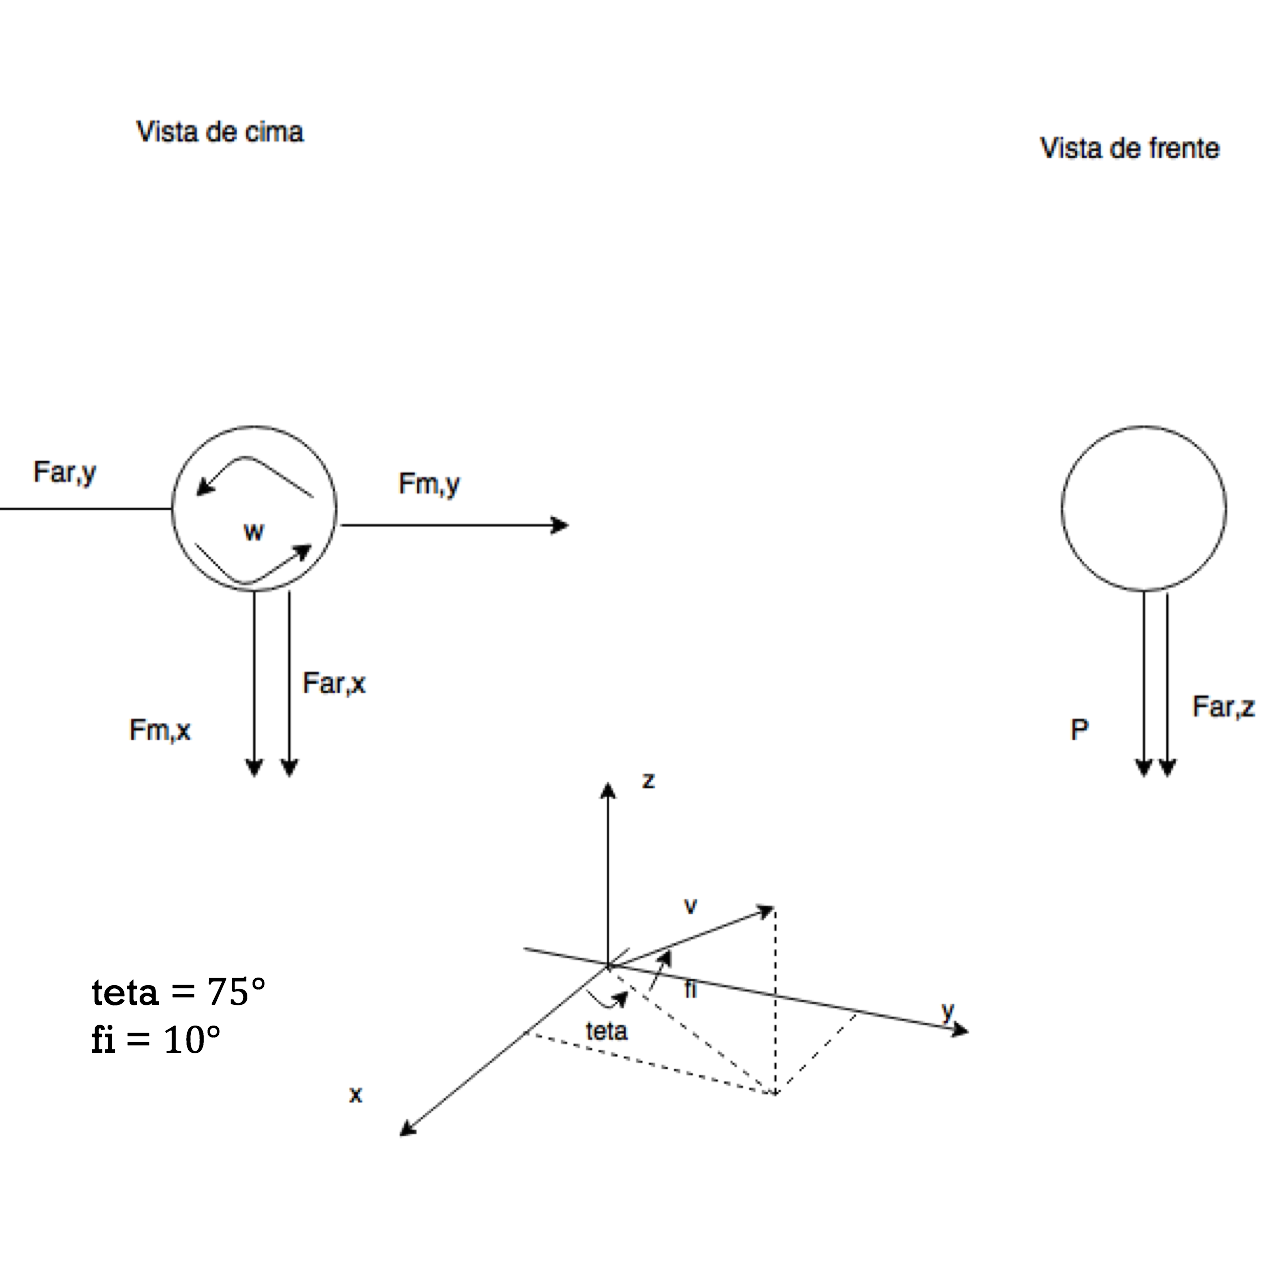 Vista de cima
Vista de frente
Far,y
Fm,y
w
Far,x
Fm,x
P
Far,z
z
v
fi
y
teta
x
teta = 75°
fi = 10°